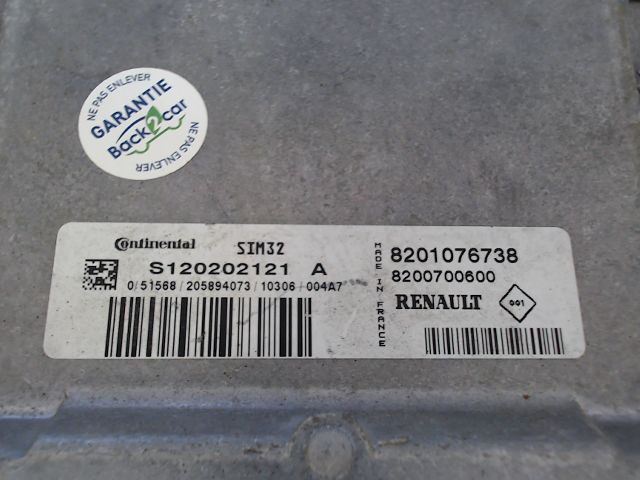 NE PAS ENLEVER
GARANTIE
Back2car
NE PAS ENLEVER
Continental SIM32
S120202121 A
0/51568/205894073/10306/004A7
MADE IN FRANCE
8201076738
8200700600
RENAULT
001